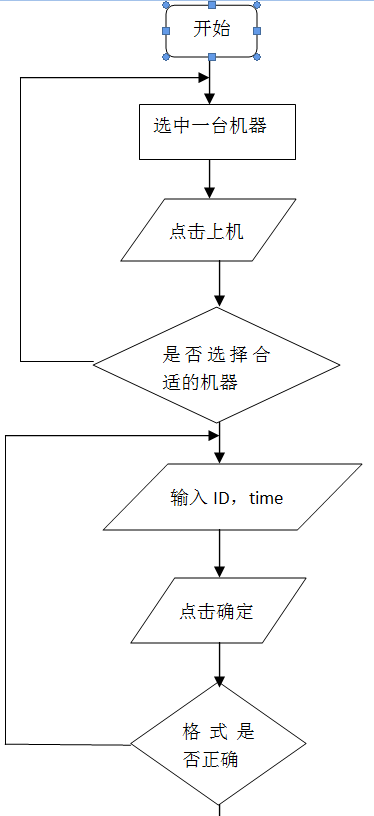 开始
选中一台机器
点击上机
是否选择合
适的机器
输入 ID，time
点击确定
格式是
否正确